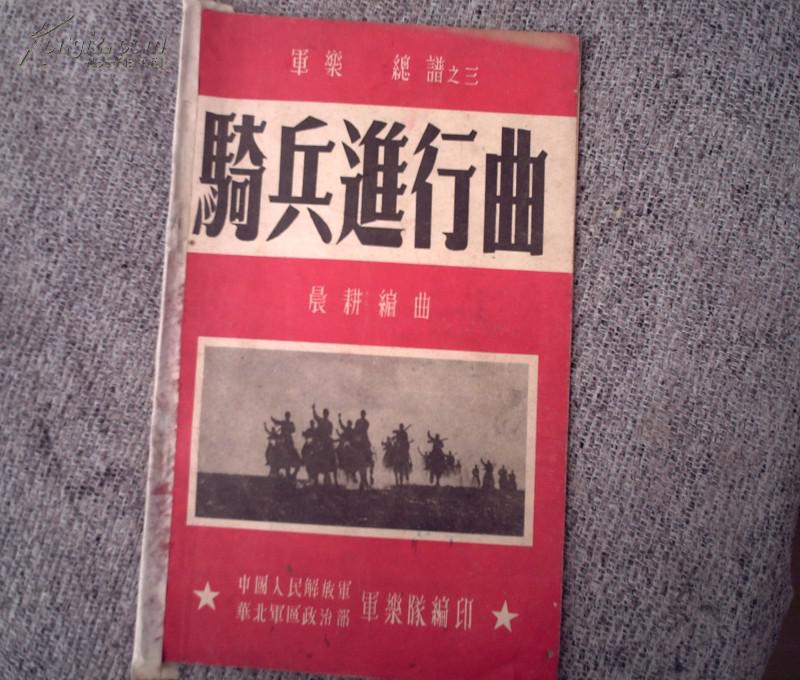 軍樂 總譜之三
騎兵進行曲
晨耕編曲
中國人民解放軍
華北軍區政治部
軍樂隊編印